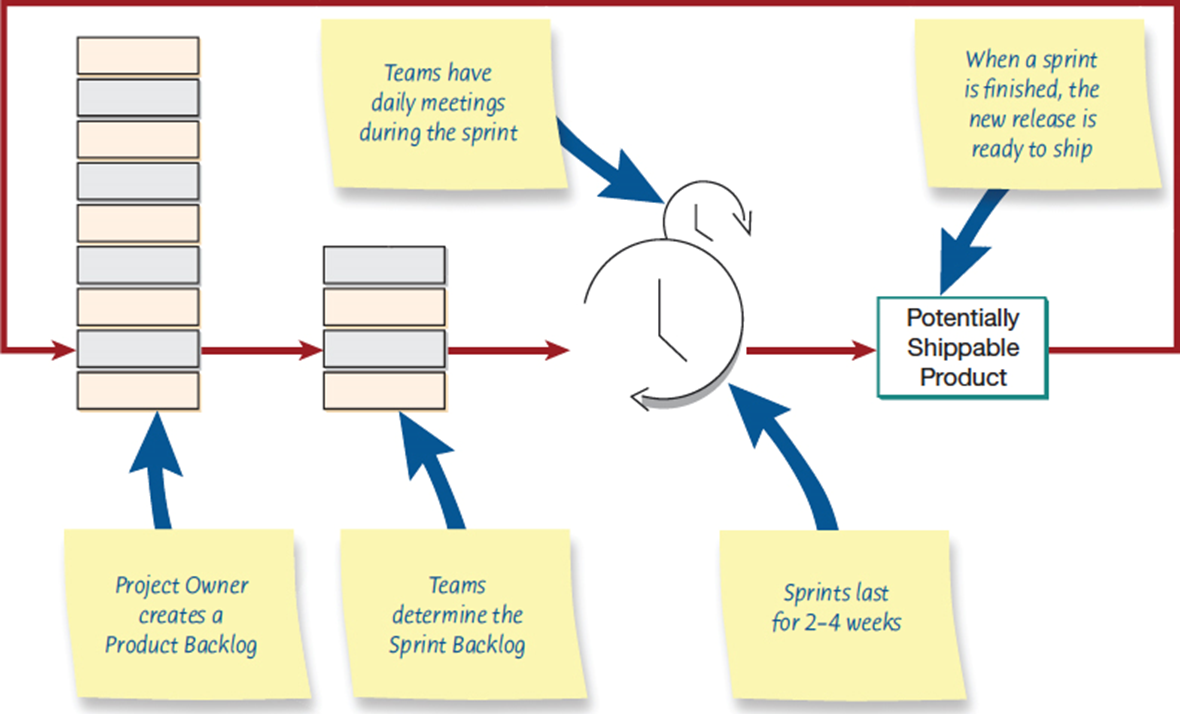 Teams have
daily meetings
during the sprint
When a sprint
is finished, the
new release is
ready to ship
Potentially
Shippable
Product
Project Owner
creates a
Product Backlog
Teams
determine the
Sprint Backlog
Sprints last
for 2–4 weeks